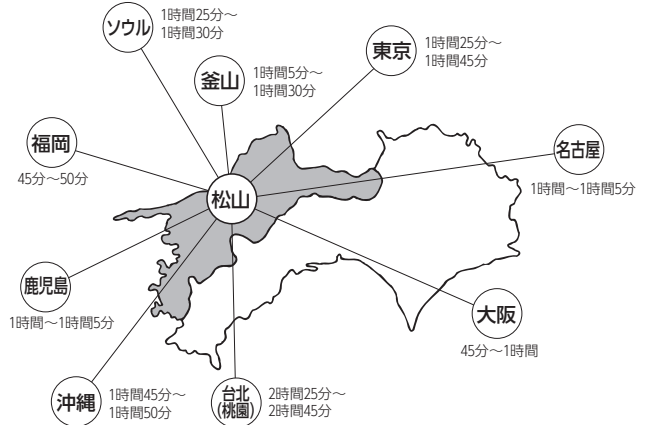 ソウル
1時間25分～
1時間30分
東京
1時間25分～
1時間45分
釜山
1時間5分～
1時間30分
福岡
45分～50分
名古屋
1時間～1時間5分
松山
鹿児島
1時間～1時間5分
大阪
45分～1時間
沖縄
1時間45分～
1時間50分
台北
(桃園)
2時間25分～
2時間45分